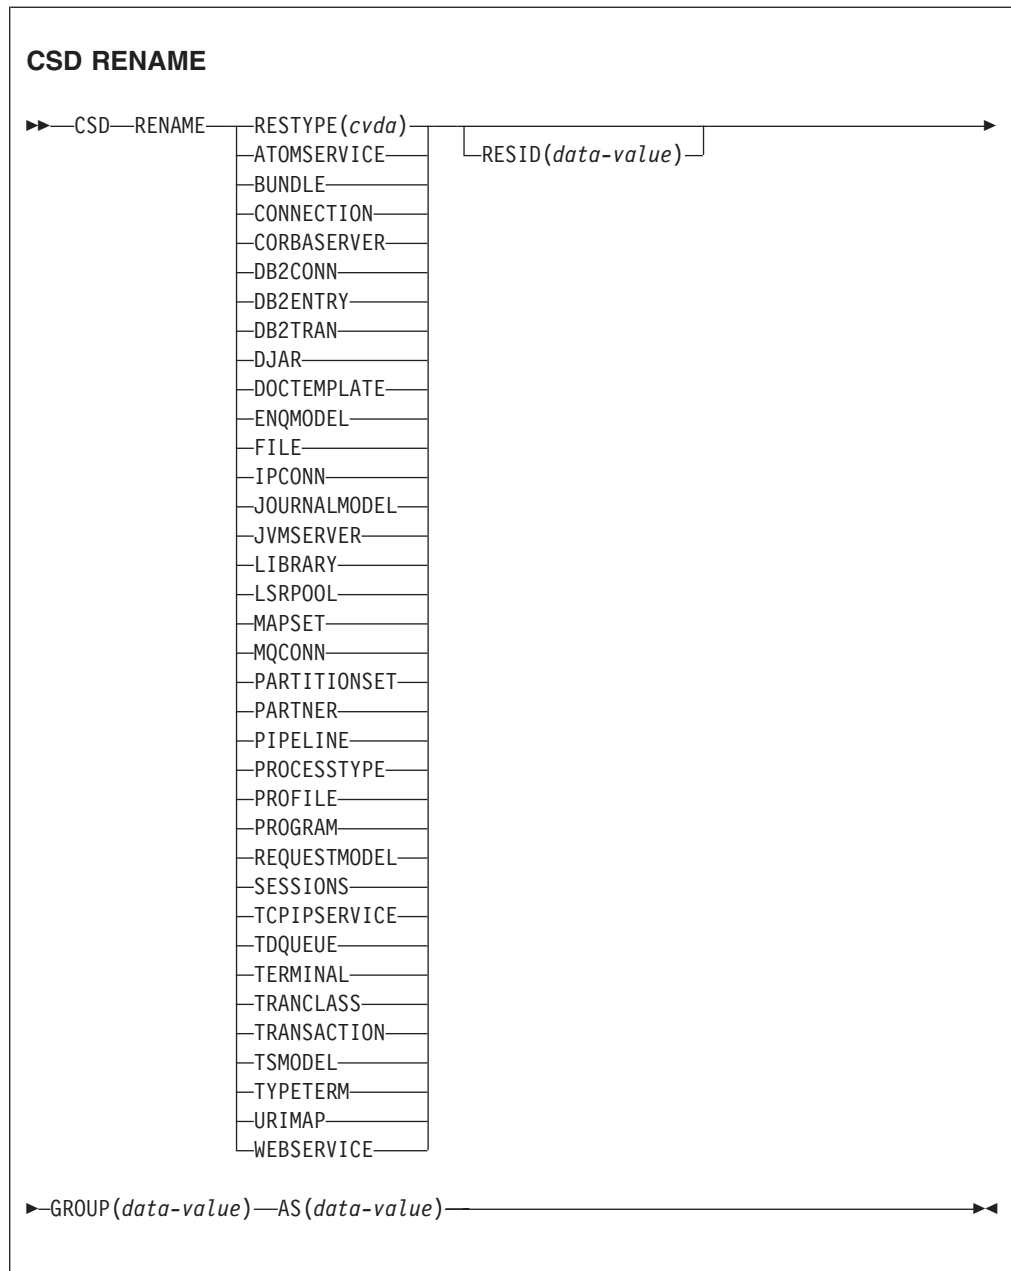 CSD RENAME
CSD RENAME RESTYPE(cvda)
ATOMSERVICE RESID(data-value)
BUNDLE
CONNECTION
CORBASERVER
DB2CONN
DB2ENTRY
DB2TRAN
DJAR
DOCTEMPLATE
ENQMODEL
FILE
IPCONN
JOURNALMODEL
JVMSERVER
LIBRARY
LSRPOOL
MAPSET
MQCONN
PARTITIONSET
PARTNER
PIPELINE
PROCESSTYPE
PROFILE
PROGRAM
REQUESTMODEL
SESSIONS
TCPIPSERVICE
TDQUEUE
TERMINAL
TRANCLASS
TRANSACTION
TSMODEL
TYPETERM
URIMAP
WEBSERVICE
GROUP(data-value) AS(data-value)